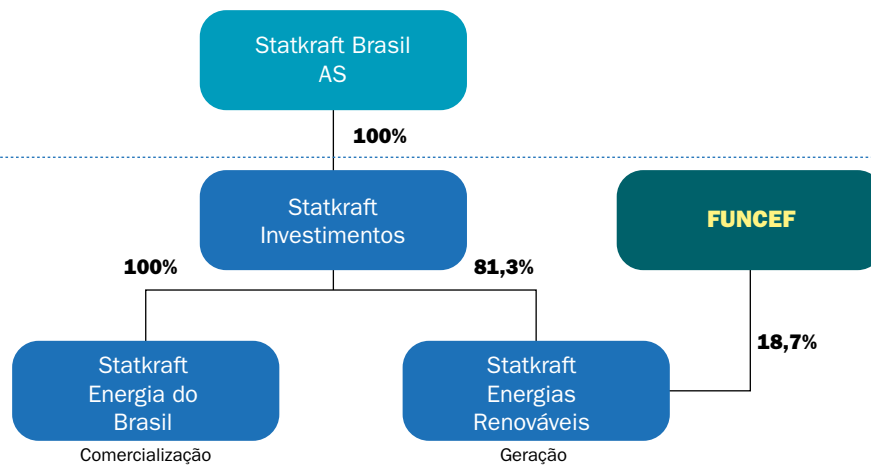 Statkraft Brasil
AS
100%
Statkraft
Investimentos
FUNCEF
100%
81,3%
18,7%
Statkraft
Energia do
Brasil
Statkraft
Energias
Renováveis
Comercialização
Geração